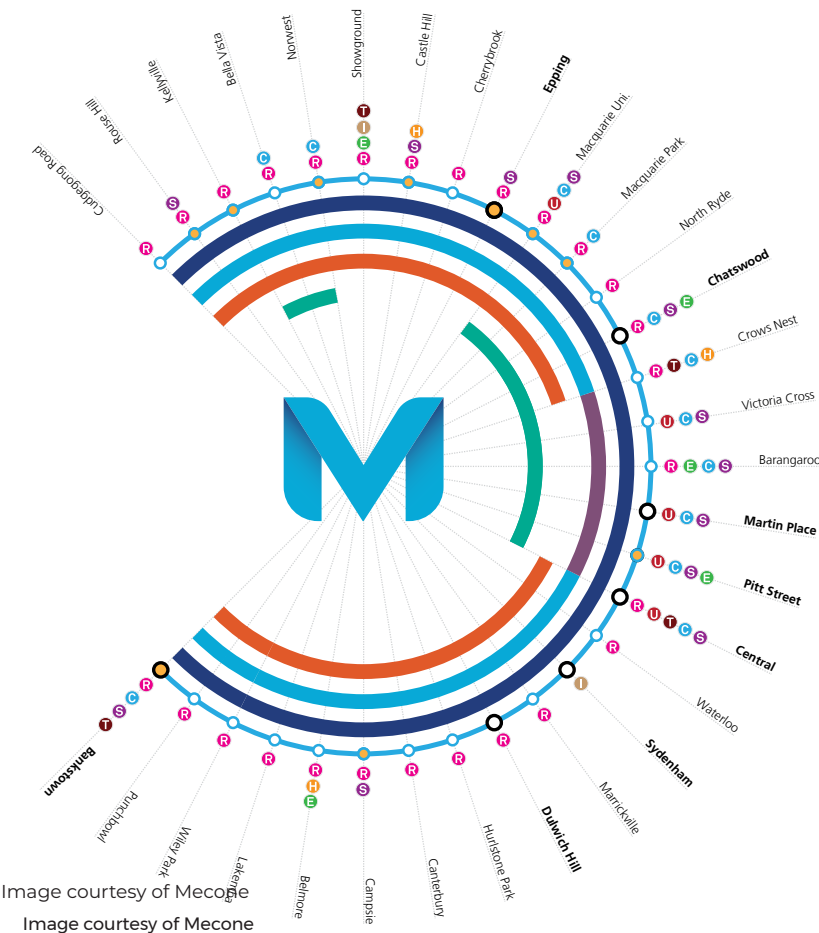 Cudgegong Road
R
Rouse Hill
S
R
Kellyville
R
Bella Vista
C
R
Norwest
C
R
Showground
T
I
E
R
Castle Hill
H
S
R
Cherrybrook
R
Epping
S
R
Macquarie Uni.
S
C
U
R
Macquarie Park
C
R
North Ryde
R
Chatswood
R C S E
Crows Nest
R T C H
Victoria Cross
U C S
Barangaroo
R E C S
Martin Place
U C S
Pitt Street
U C S E
Central
R U T C S
Waterloo
R
Sydenham
I
Marrickville
R
Dulwich Hill
R
Hurlstone Park
R
Canterbury
R
Campsie
R
S
Belmore
R
H
E
Lakemba
R
Wiley Park
R
Punchbowl
R
Bankstown
T S C R
M
Image courtesy of Mecone
Image courtesy of Mecone